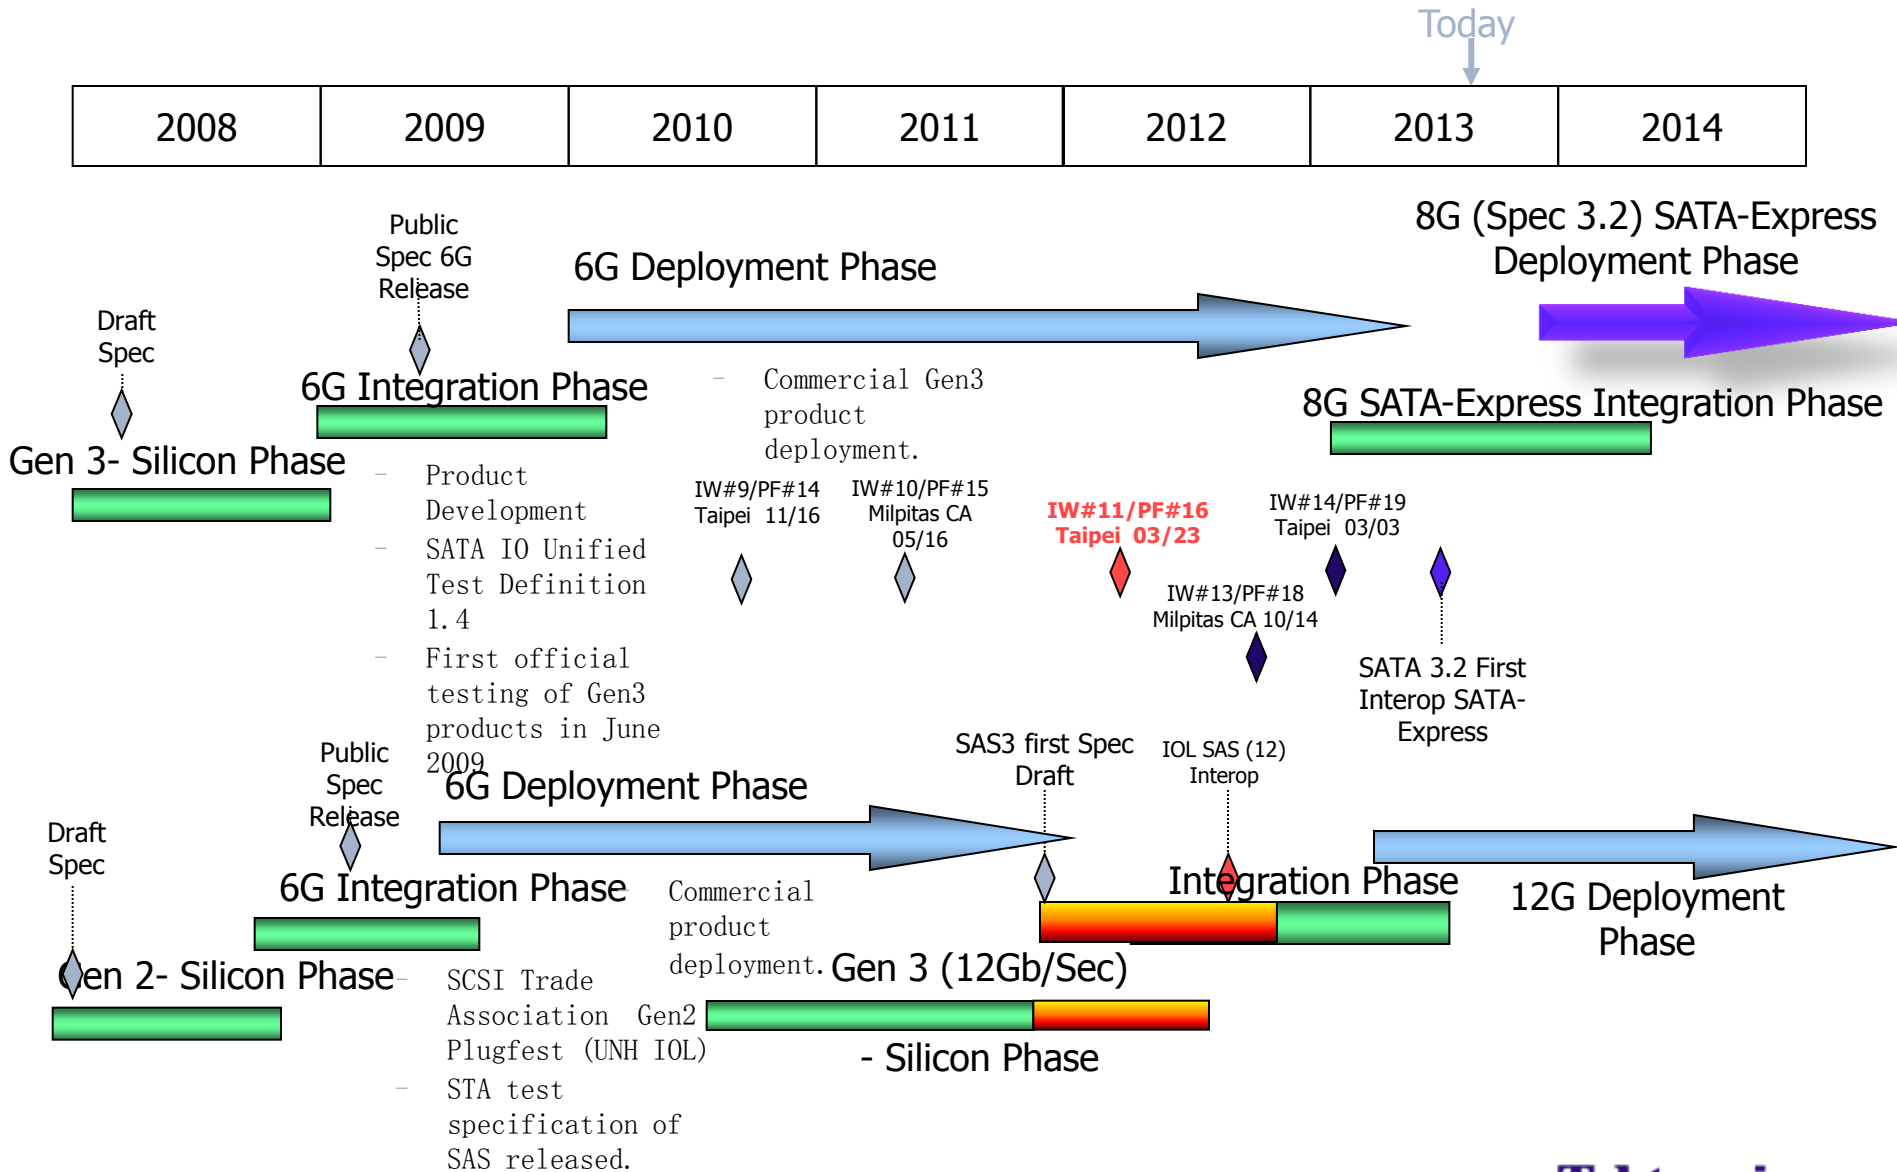 Today
2008
2009
2010
2011
2012
2013
2014
Public
Spec 6G
Release
6G Deployment Phase
8G (Spec 3.2) SATA-Express
Deployment Phase
Draft
Spec
6G Integration Phase
– Commercial Gen3
product
deployment.
8G SATA-Express Integration Phase
Gen 3- Silicon Phase
– Product
Development
– SATA IO Unified
Test Definition
1.4
– First official
testing of Gen3
products in June
2009
IW#9/PF#14
Taipei 11/16
IW#10/PF#15
Milpitas CA
05/16
IW#11/PF#16
Taipei 03/23
IW#14/PF#19
Taipei 03/03
IW#13/PF#18
Milpitas CA 10/14
SATA 3.2 First
Interop SATA-
Express
Public
Spec
Release
6G Deployment Phase
SAS3 first Spec
Draft
IOL SAS (12)
Interop
Draft
Spec
6G Integration Phase
– Commercial
product
deployment.
Integration Phase
12G Deployment
Phase
Gen 2- Silicon Phase
– SCSI Trade
Association Gen2
Plugfest (UNH IOL)
– STA test
specification of
SAS released.
Gen 3 (12Gb/Sec)
- Silicon Phase